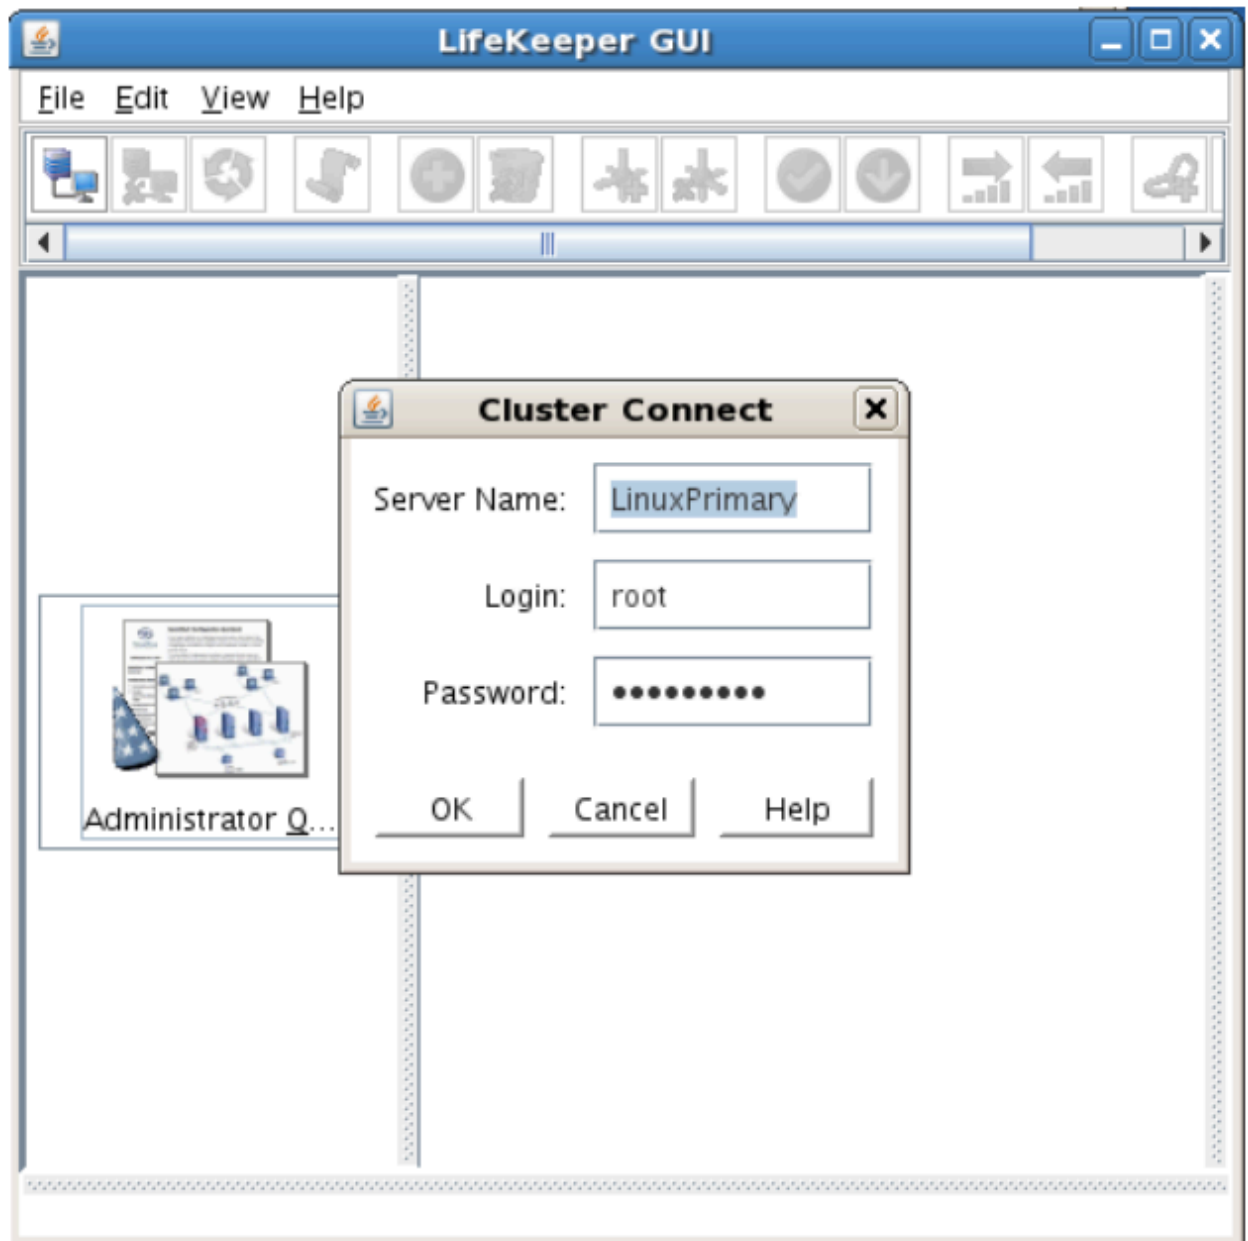 LifeKeeper GUI
File Edit View Help
Cluster Connect
Server Name: LinuxPrimary
Login: root
Password: •••••••••
OK Cancel Help
Administrator Q...